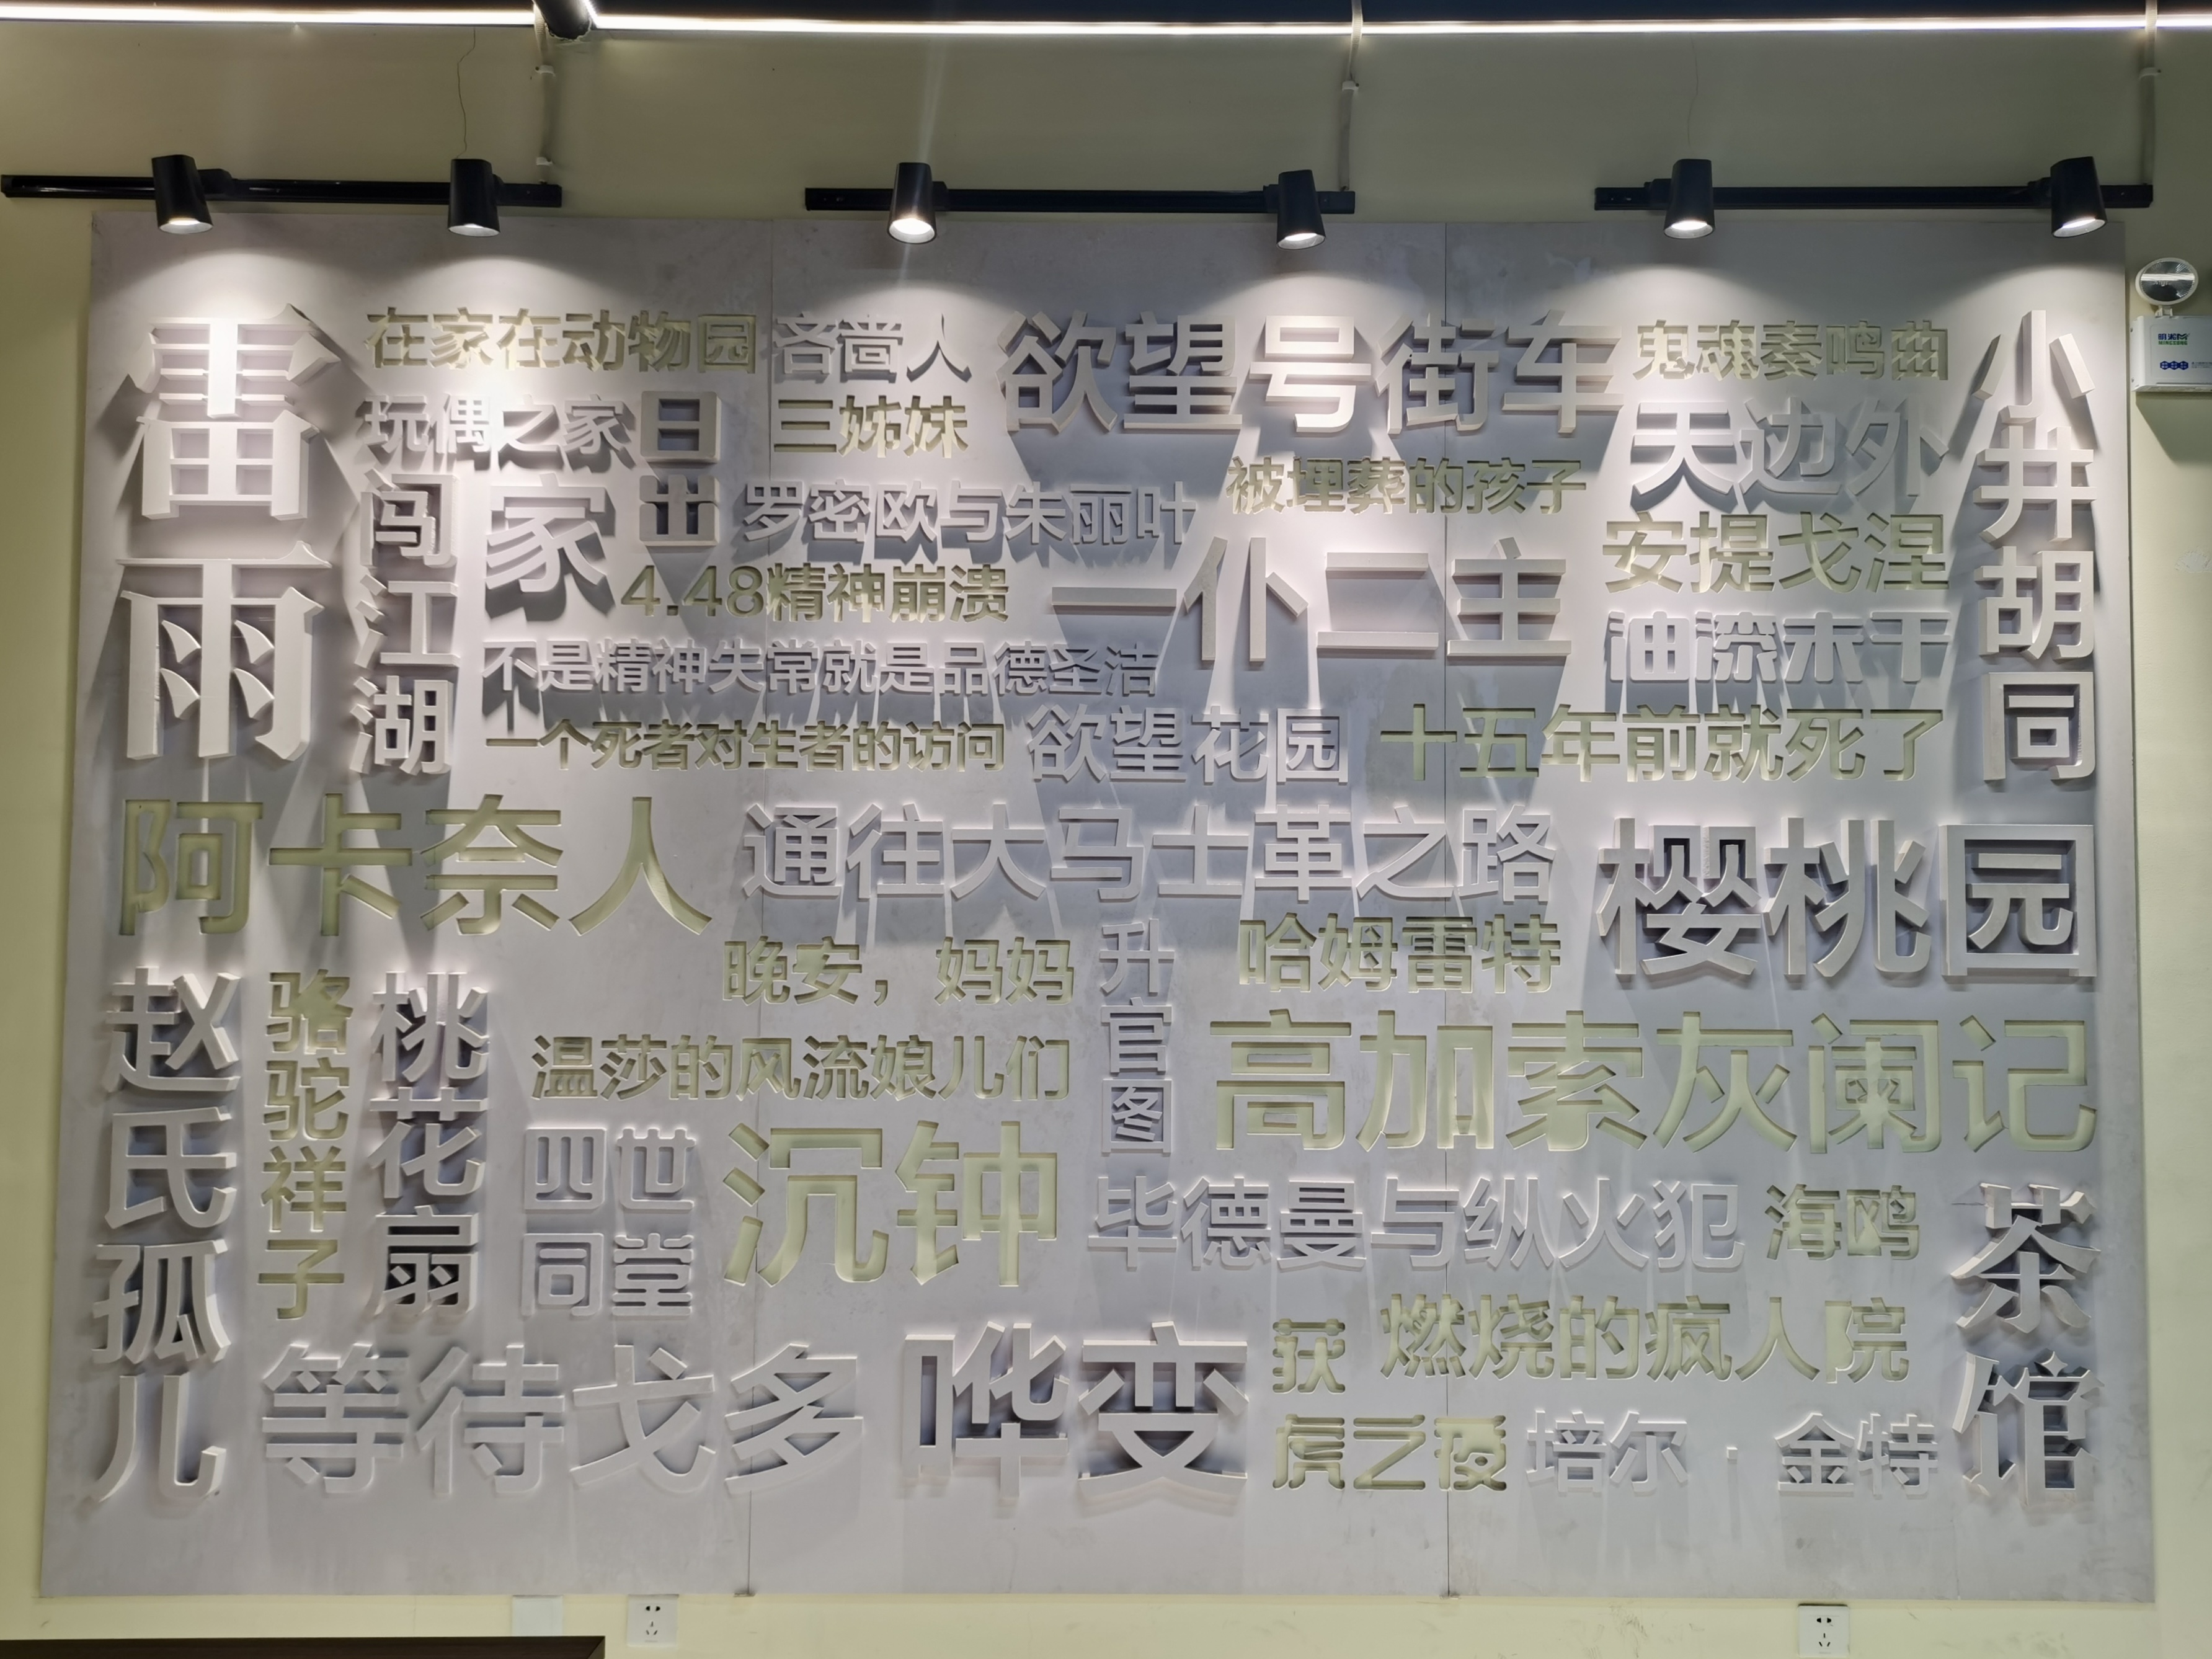 雷雨
在家在动物园
吝啬人
欲望号街车
鬼魂奏鸣曲
小井胡同
玩偶之家
日出
三姊妹
被埋葬的孩子
天边外
闯江湖
家
罗密欧与朱丽叶
4.48精神崩溃
一仆二主
安提戈涅
不是精神失常就是品德圣洁
油漆未干
一个死者对生者的访问
欲望花园
十五年前就死了
阿卡奈人
通往大马士革之路
樱桃园
晚安，妈妈
升官图
哈姆雷特
赵氏孤儿
骆驼祥子
桃花扇
温莎的风流娘儿们
高加索灰阑记
四世同堂
沉钟
毕德曼与纵火犯
海鸥
茶馆
等待戈多
哗变
获
燃烧的疯人院
虎之夜
培尔·金特